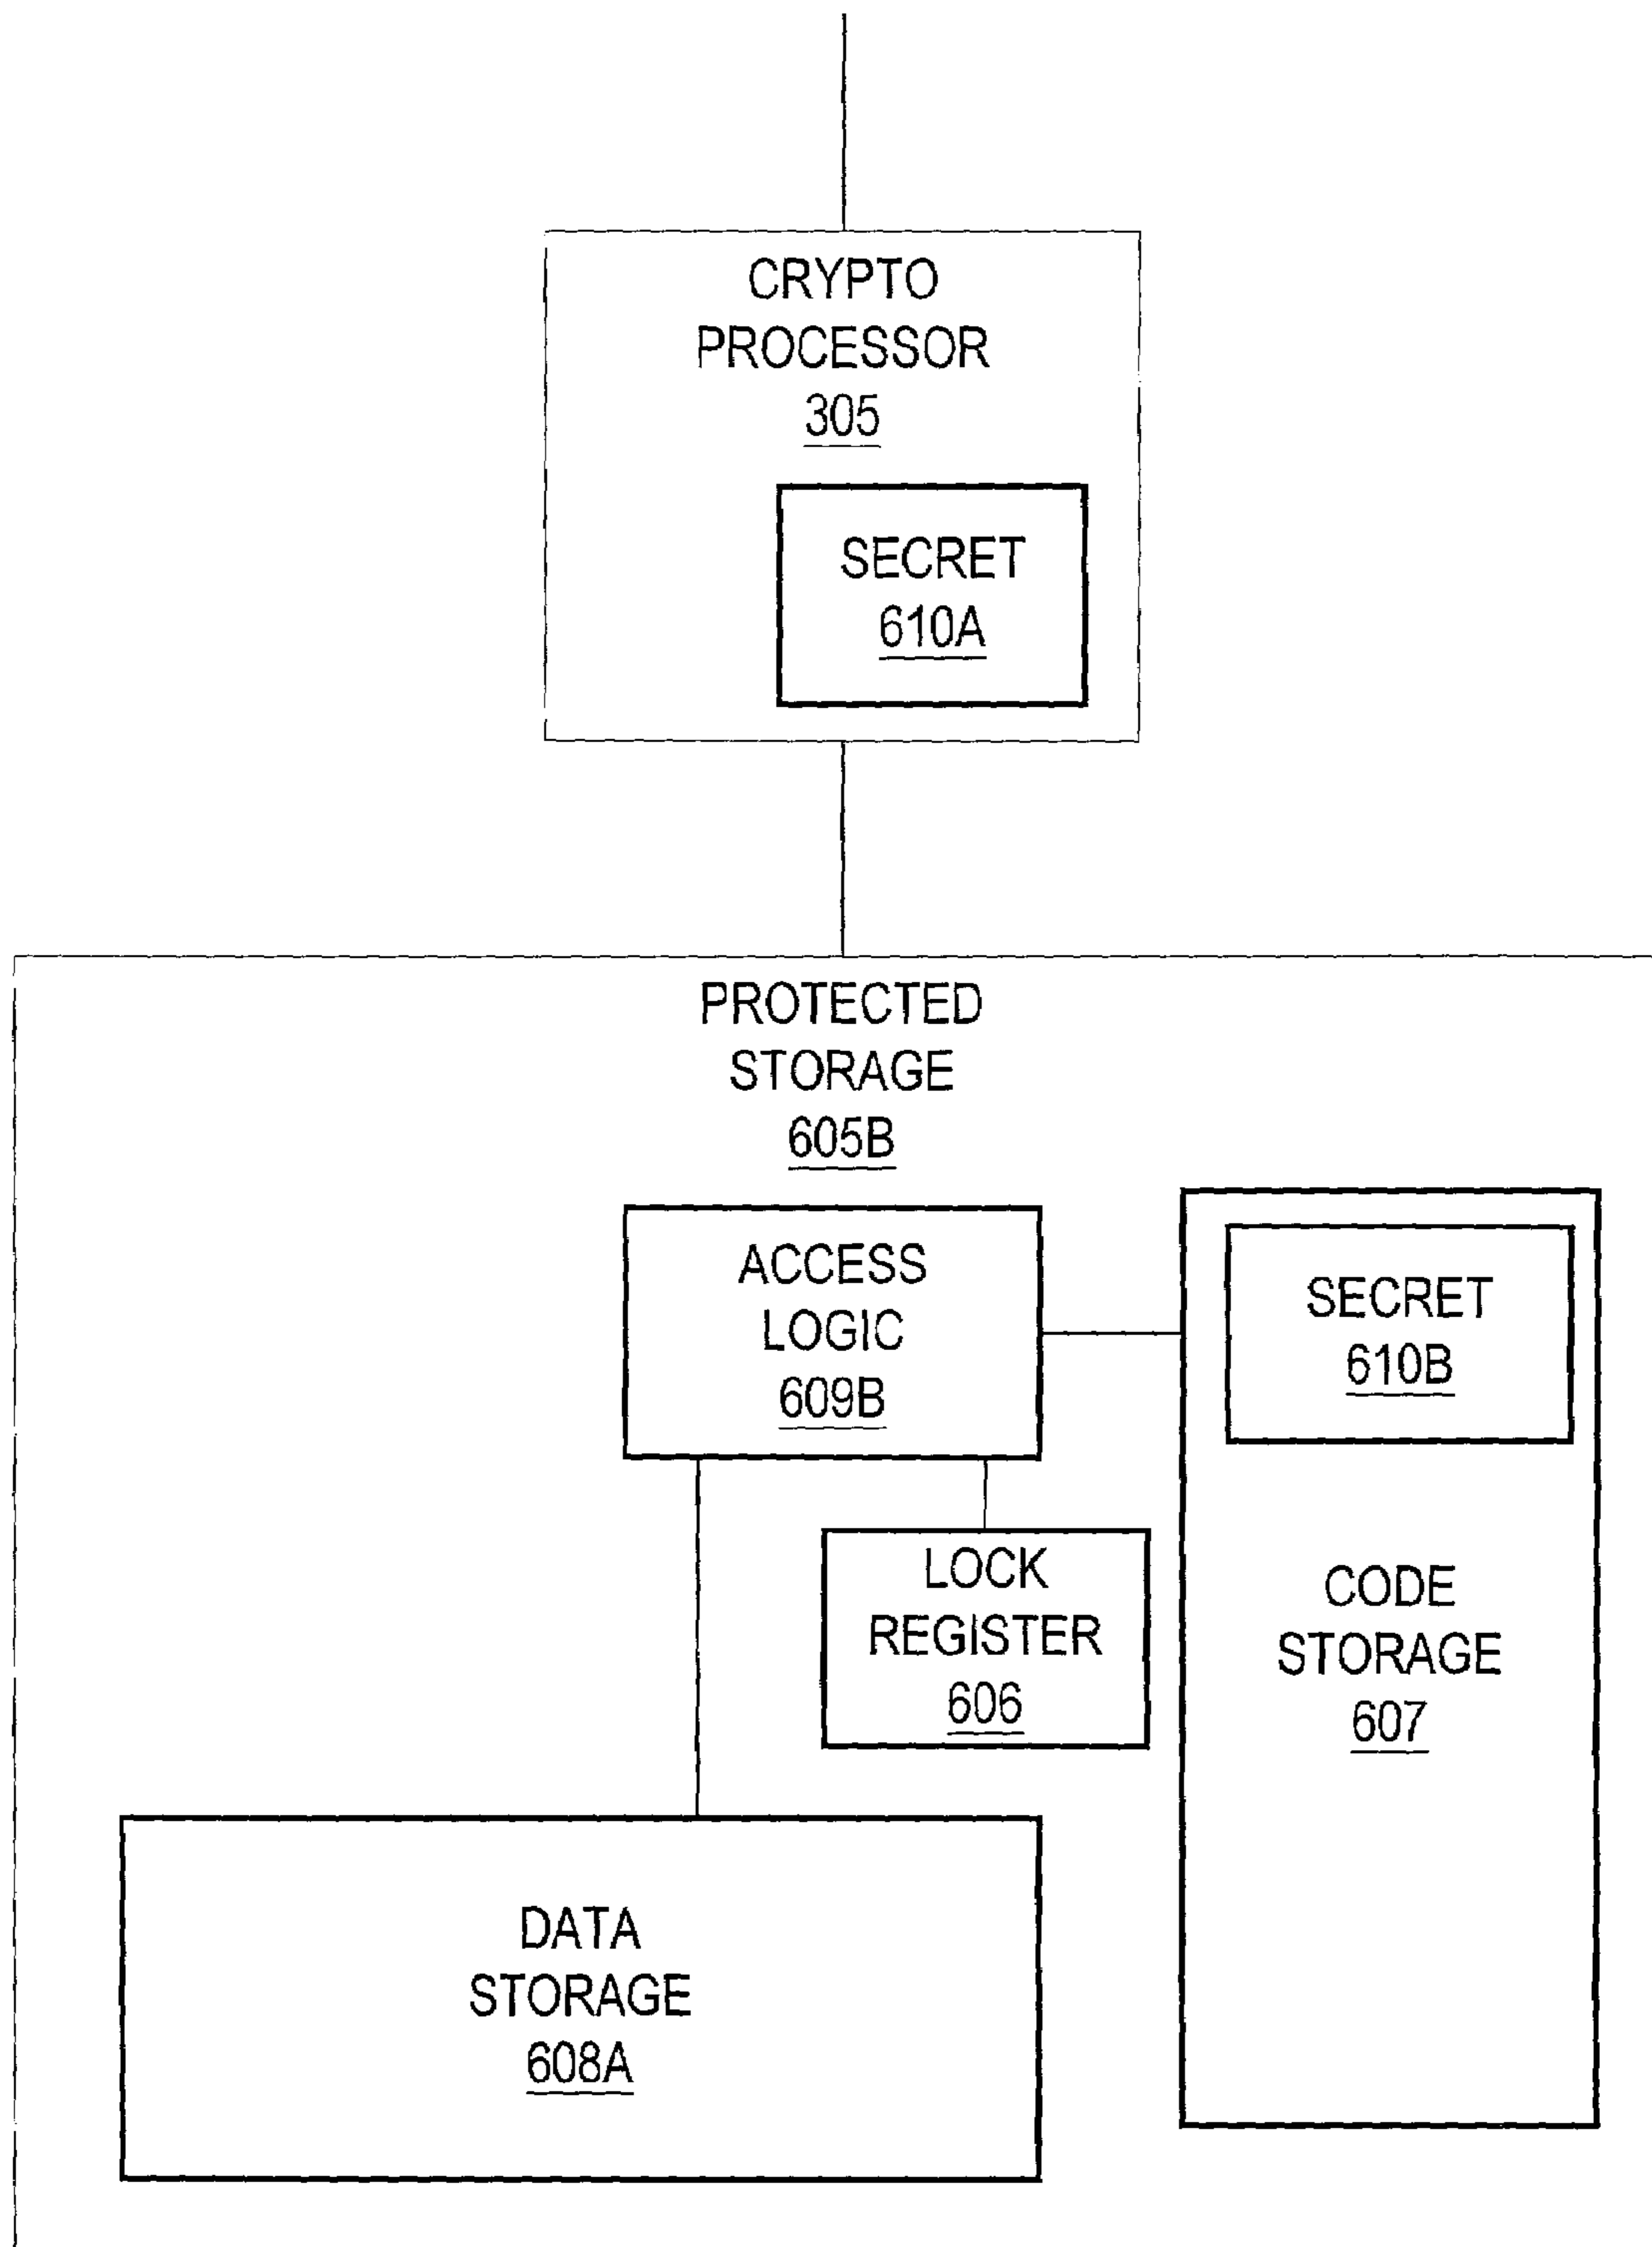 CRYPTO
PROCESSOR
305
SECRET
610A
PROTECTED
STORAGE
605B
ACCESS
LOGIC
609B
SECRET
610B
LOCK
REGISTER
606
CODE
STORAGE
607
DATA
STORAGE
608A